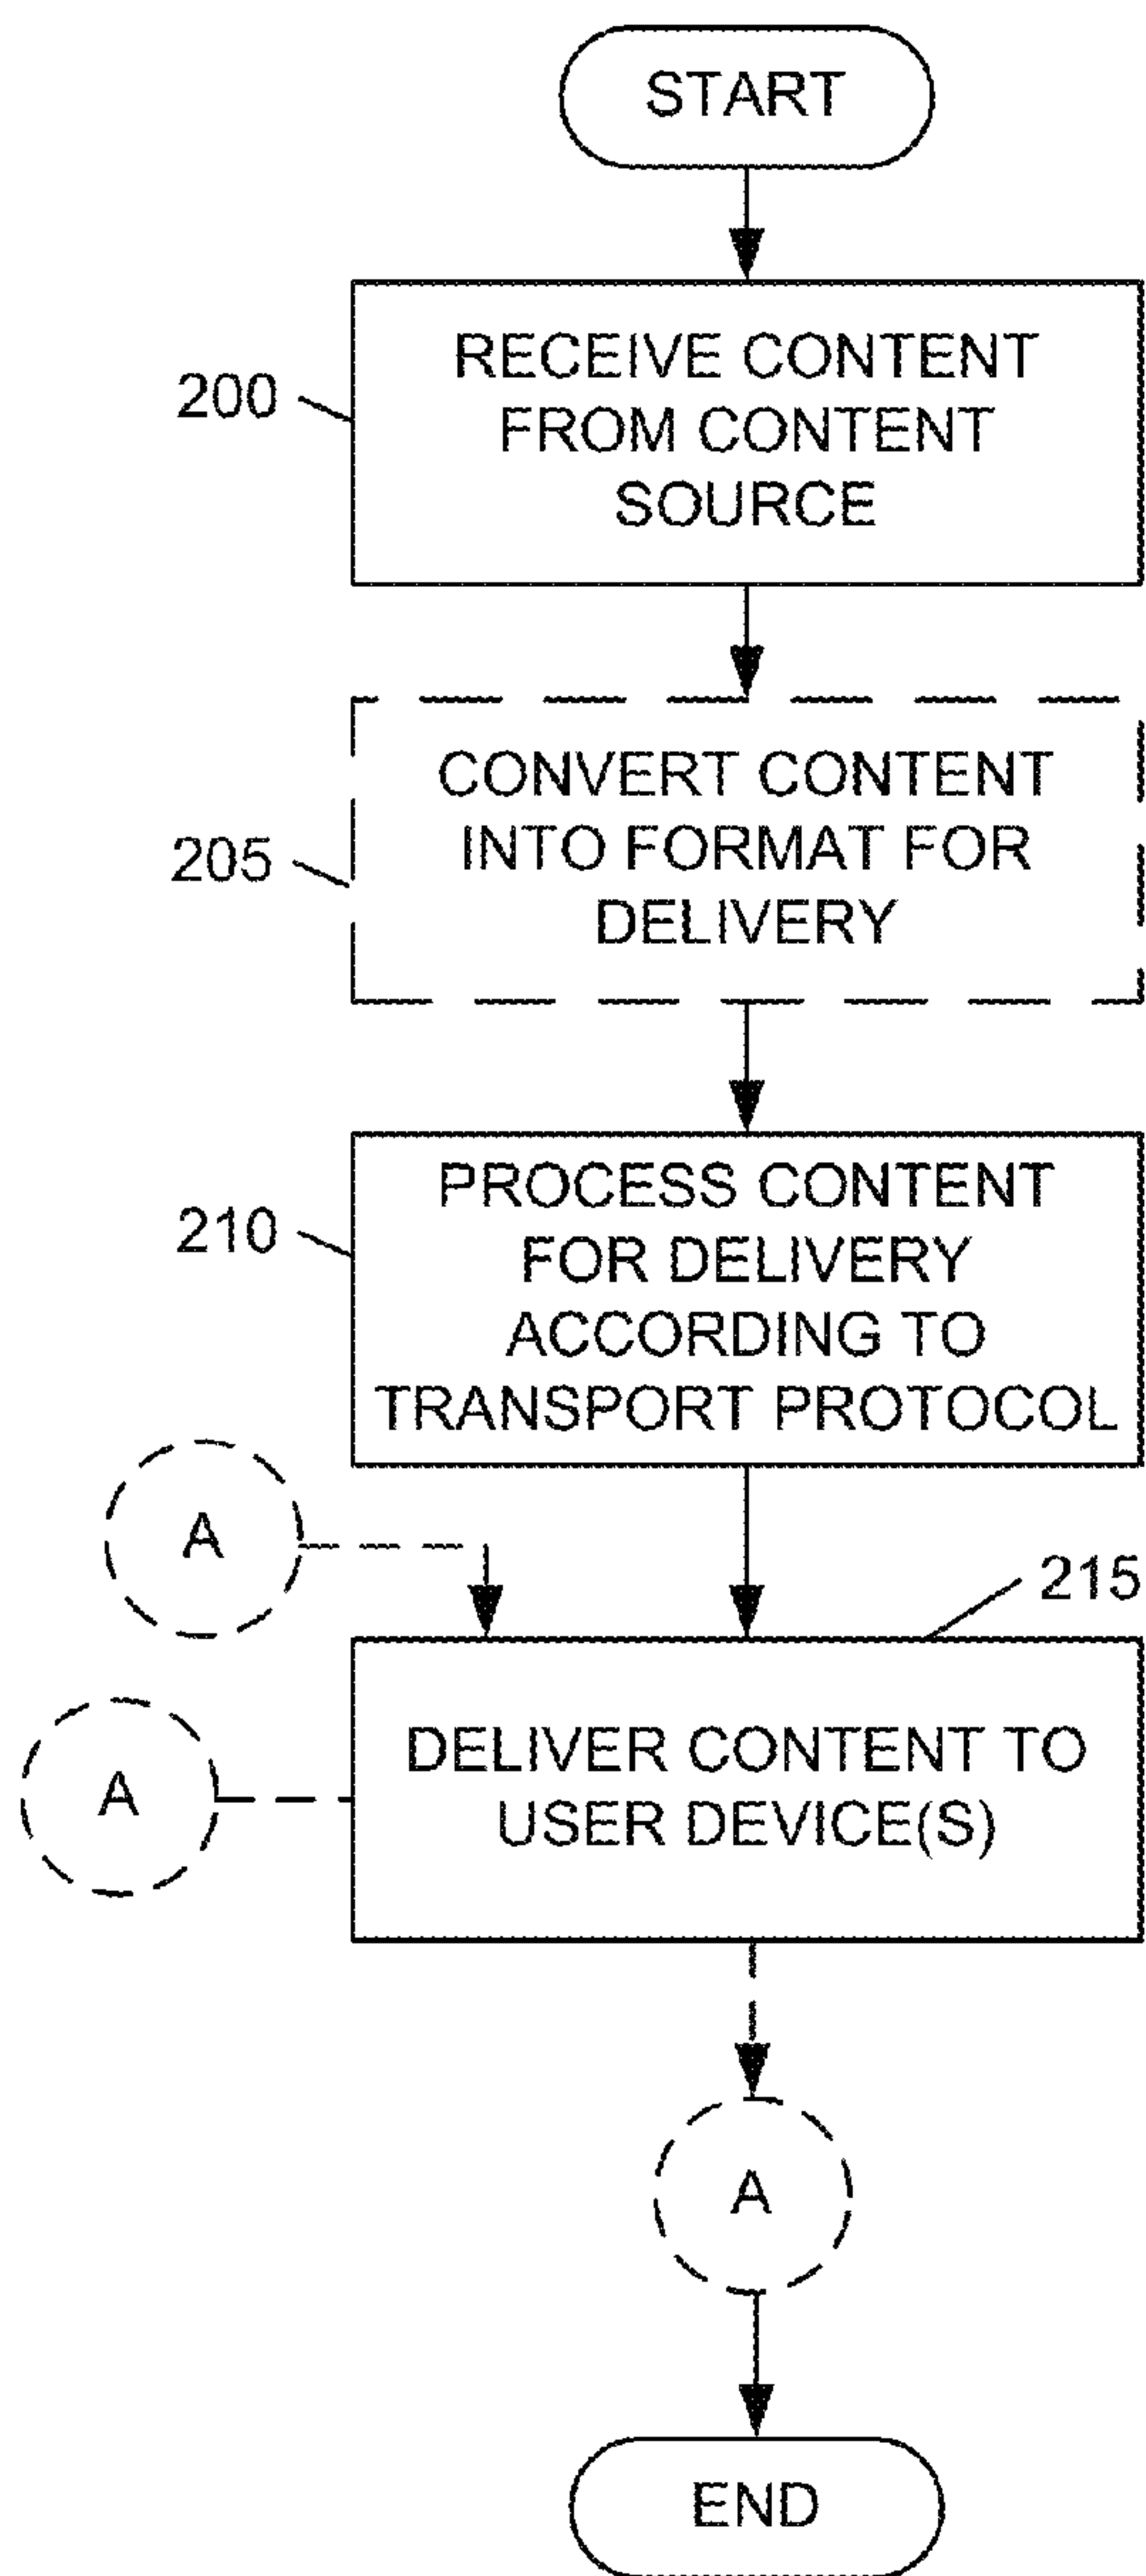 START
200
RECEIVE CONTENT
FROM CONTENT
SOURCE
205
CONVERT CONTENT
INTO FORMAT FOR
DELIVERY
210
PROCESS CONTENT
FOR DELIVERY
ACCORDING TO
TRANSPORT PROTOCOL
A
215
A
DELIVER CONTENT TO
USER DEVICE(S)
A
END